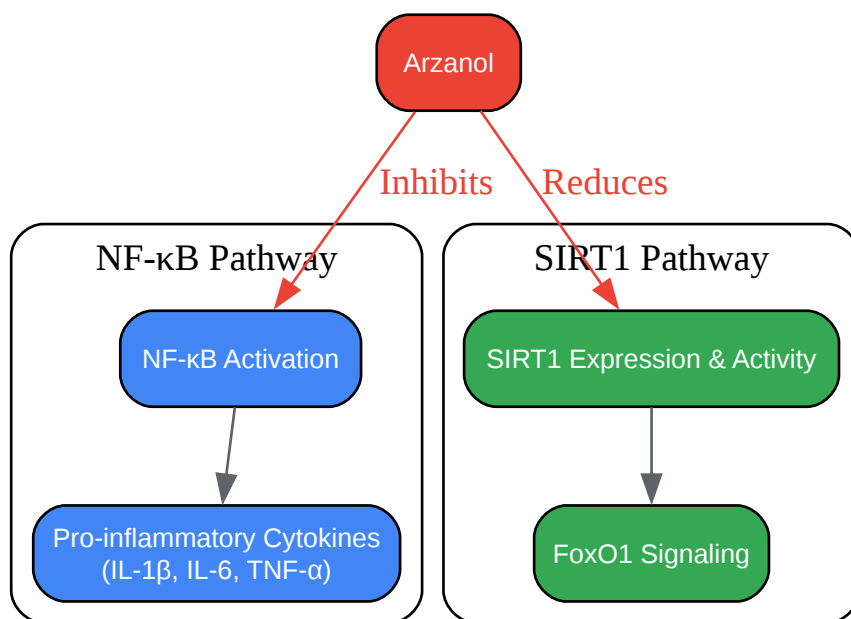 Arzanol
Inhibits
Reduces
NF-κB Pathway
SIRT1 Pathway
NF-κB Activation
SIRT1 Expression & Activity
Pro-inflammatory Cytokines
(IL-1β, IL-6, TNF-α)
FoxO1 Signaling